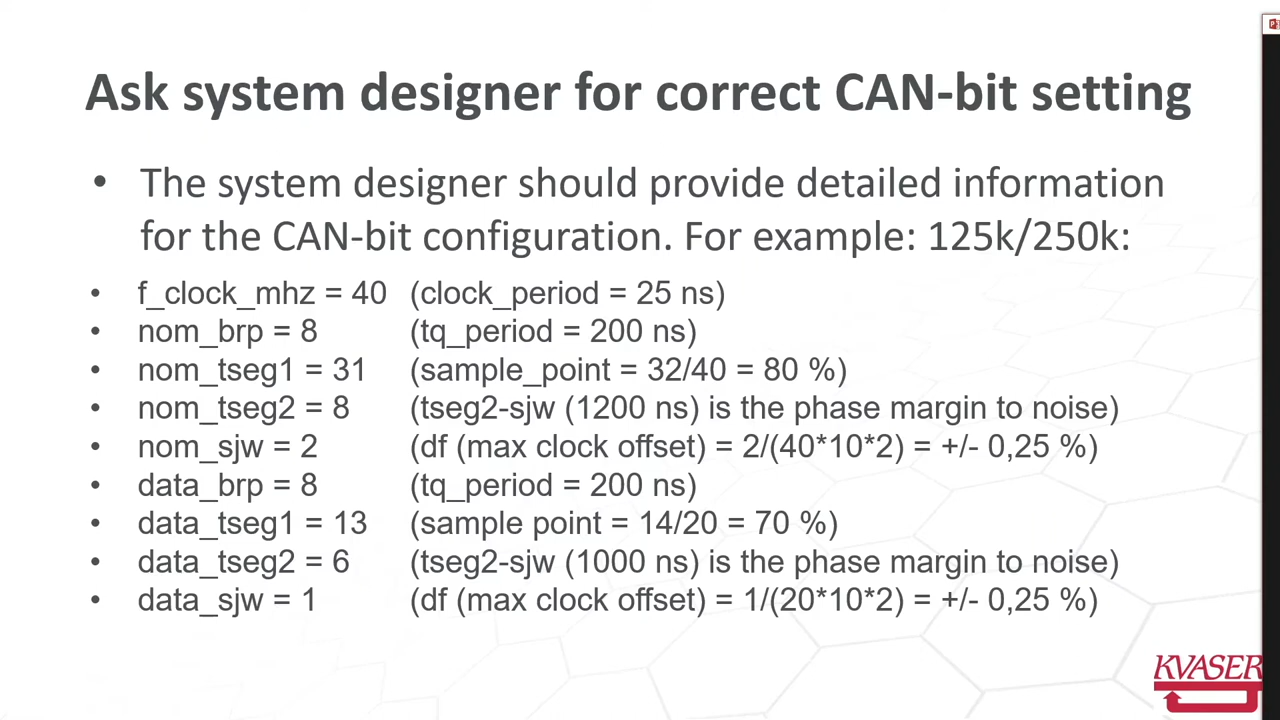 Ask system designer for correct CAN-bit setting
• The system designer should provide detailed information
for the CAN-bit configuration. For example: 125k/250k:
• f_clock_mhz = 40 (clock_period = 25 ns)
• nom_brp = 8 (tq_period = 200 ns)
• nom_tseg1 = 31 (sample_point = 32/40 = 80 %)
• nom_tseg2 = 8 (tseg2-sjw (1200 ns) is the phase margin to noise)
• nom_sjw = 2 (df (max clock offset) = 2/(40*10*2) = +/- 0,25 %)
• data_brp = 8 (tq_period = 200 ns)
• data_tseg1 = 13 (sample point = 14/20 = 70 %)
• data_tseg2 = 6 (tseg2-sjw (1000 ns) is the phase margin to noise)
• data_sjw = 1 (df (max clock offset) = 1/(20*10*2) = +/- 0,25 %)
KVASER